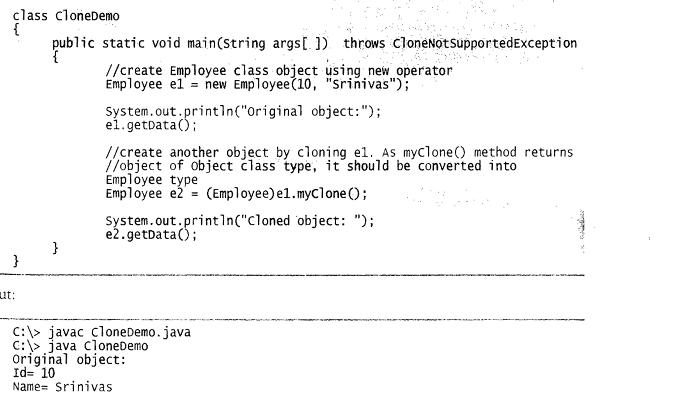 class CloneDemo
{
public static void main(String args[ ]) throws CloneNotSupportedException
{
//create Employee class object using new operator
Employee e1 = new Employee(10, "Srinivas");
System.out.println("Original object:");
e1.getData();
//create another object by cloning e1. As myClone() method returns
//object of Object class type, it should be converted into
Employee type
Employee e2 = (Employee)e1.myClone();
System.out.println("Cloned object: ");
e2.getData();
}
}
ut:
C:\> javac CloneDemo.java
C:\> java CloneDemo
Original object:
Id= 10
Name= Srinivas